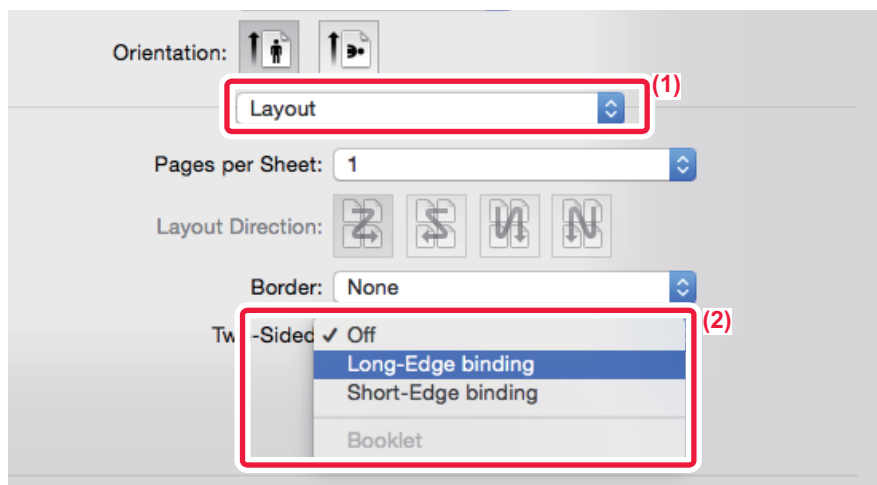 Orientation:
(1)
Layout
Pages per Sheet: 1
Layout Direction:
Border: None
(2)
Two-Sided ✓ Off
Long-Edge binding
Short-Edge binding
Booklet